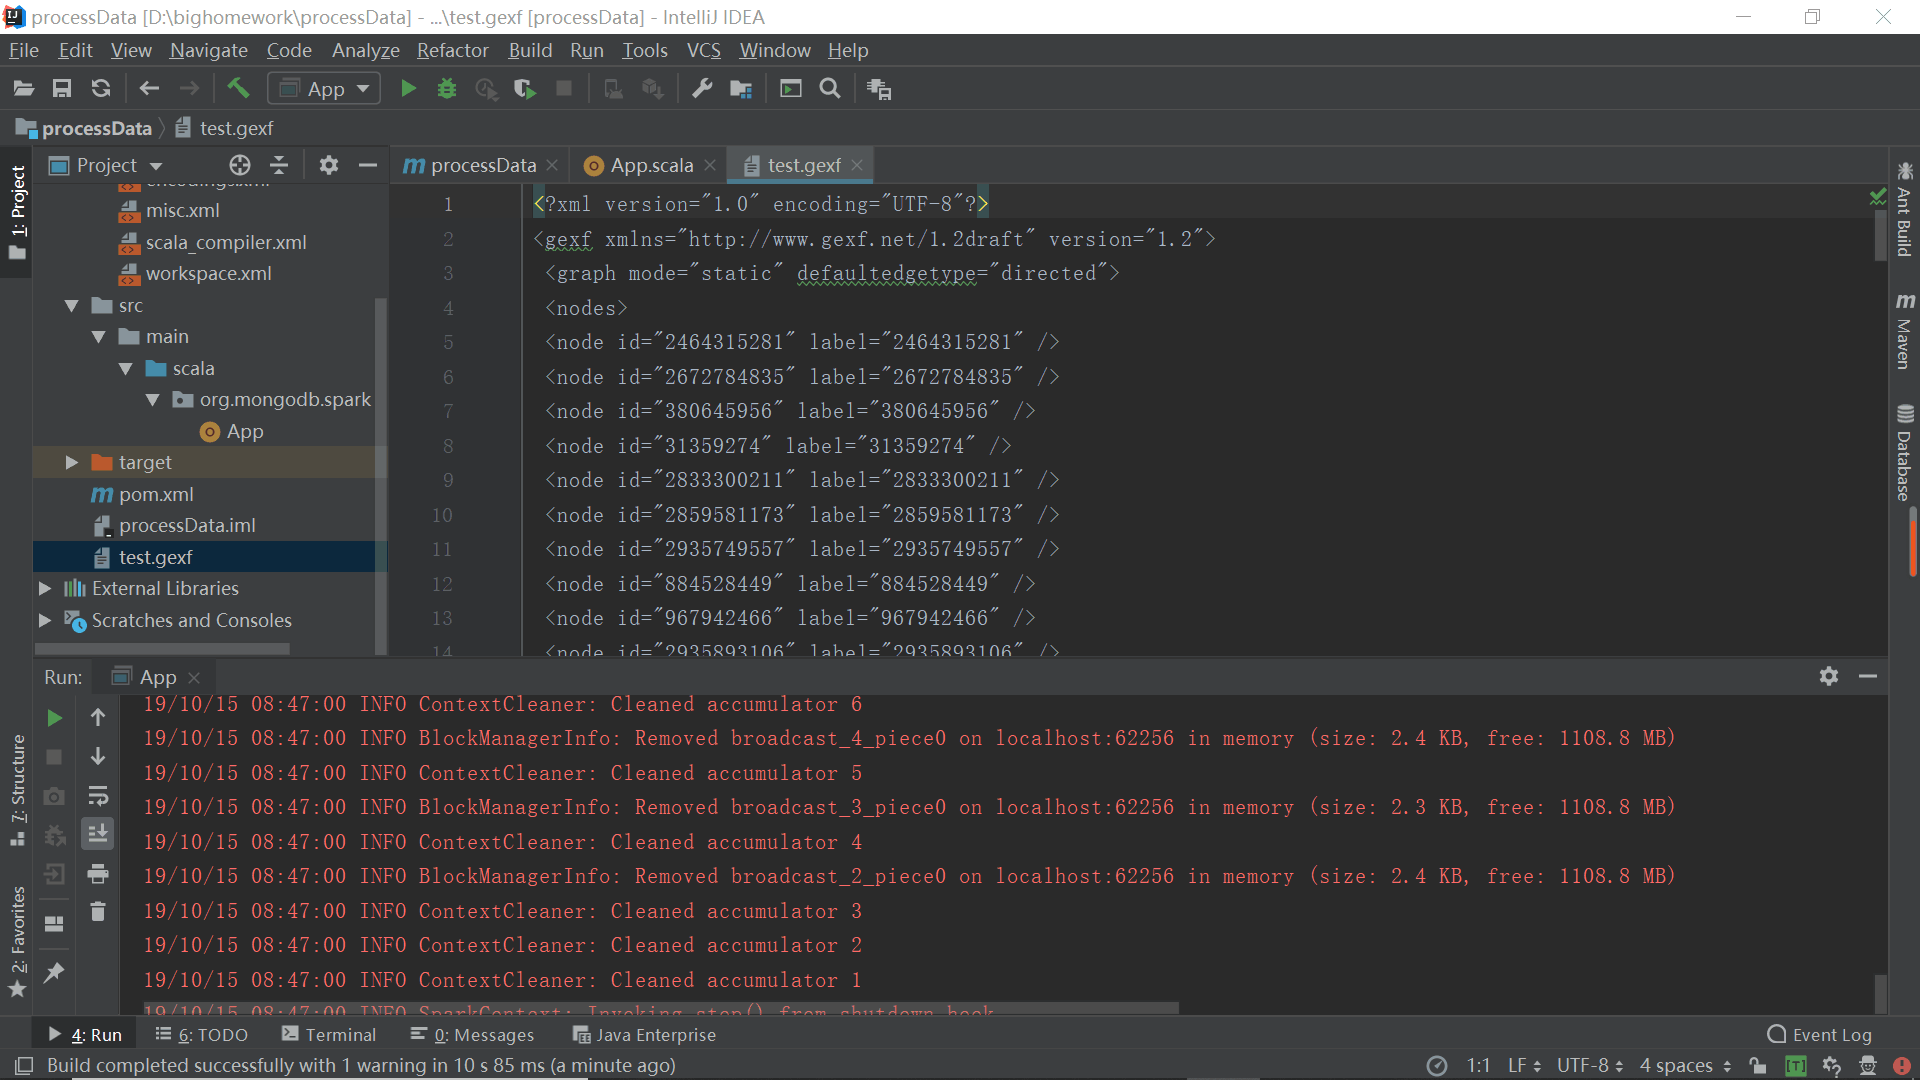 processData [D:\bighomework\processData] - ...\test.gexf [processData] - IntelliJ IDEA
File Edit View Navigate Code Analyze Refactor Build Run Tools VCS Window Help
App
processData test.gexf
Project
processData App.scala test.gexf
1: Project
misc.xml
scala_compiler.xml
workspace.xml
src
main
scala
org.mongodb.spark
App
target
pom.xml
processData.iml
test.gexf
External Libraries
Scratches and Consoles
1 <?xml version="1.0" encoding="UTF-8"?>
2 <gexf xmlns="http://www.gexf.net/1.2draft" version="1.2">
3 <graph mode="static" defaultedgetype="directed">
4 <nodes>
5 <node id="2464315281" label="2464315281" />
6 <node id="2672784835" label="2672784835" />
7 <node id="380645956" label="380645956" />
8 <node id="31359274" label="31359274" />
9 <node id="2833300211" label="2833300211" />
10 <node id="2859581173" label="2859581173" />
11 <node id="2935749557" label="2935749557" />
12 <node id="884528449" label="884528449" />
13 <node id="967942466" label="967942466" />
14 <node id="2935893106" label="2935893106" />
Ant Build
Maven
Database
Run: App
19/10/15 08:47:00 INFO ContextCleaner: Cleaned accumulator 6
19/10/15 08:47:00 INFO BlockManagerInfo: Removed broadcast_4_piece0 on localhost:62256 in memory (size: 2.4 KB, free: 1108.8 MB)
19/10/15 08:47:00 INFO ContextCleaner: Cleaned accumulator 5
19/10/15 08:47:00 INFO BlockManagerInfo: Removed broadcast_3_piece0 on localhost:62256 in memory (size: 2.3 KB, free: 1108.8 MB)
19/10/15 08:47:00 INFO ContextCleaner: Cleaned accumulator 4
19/10/15 08:47:00 INFO BlockManagerInfo: Removed broadcast_2_piece0 on localhost:62256 in memory (size: 2.4 KB, free: 1108.8 MB)
19/10/15 08:47:00 INFO ContextCleaner: Cleaned accumulator 3
19/10/15 08:47:00 INFO ContextCleaner: Cleaned accumulator 2
19/10/15 08:47:00 INFO ContextCleaner: Cleaned accumulator 1
19/10/15 08:47:00 INFO SparkContext: Invoking stop() from shutdown hook
7: Structure
2: Favorites
4: Run 6: TODO Terminal 0: Messages Java Enterprise Event Log
Build completed successfully with 1 warning in 10 s 85 ms (a minute ago) 1:1 LF UTF-8 4 spaces [T]